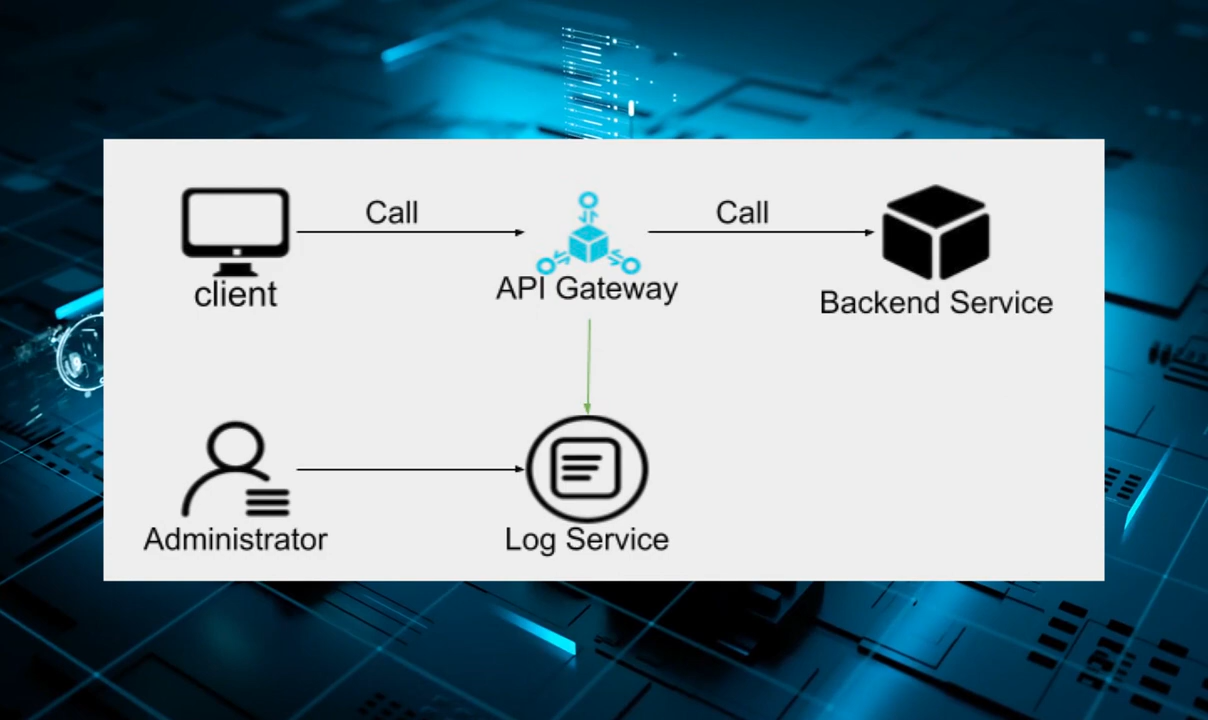 Call
Call
client
API Gateway
Backend Service
Administrator
Log Service